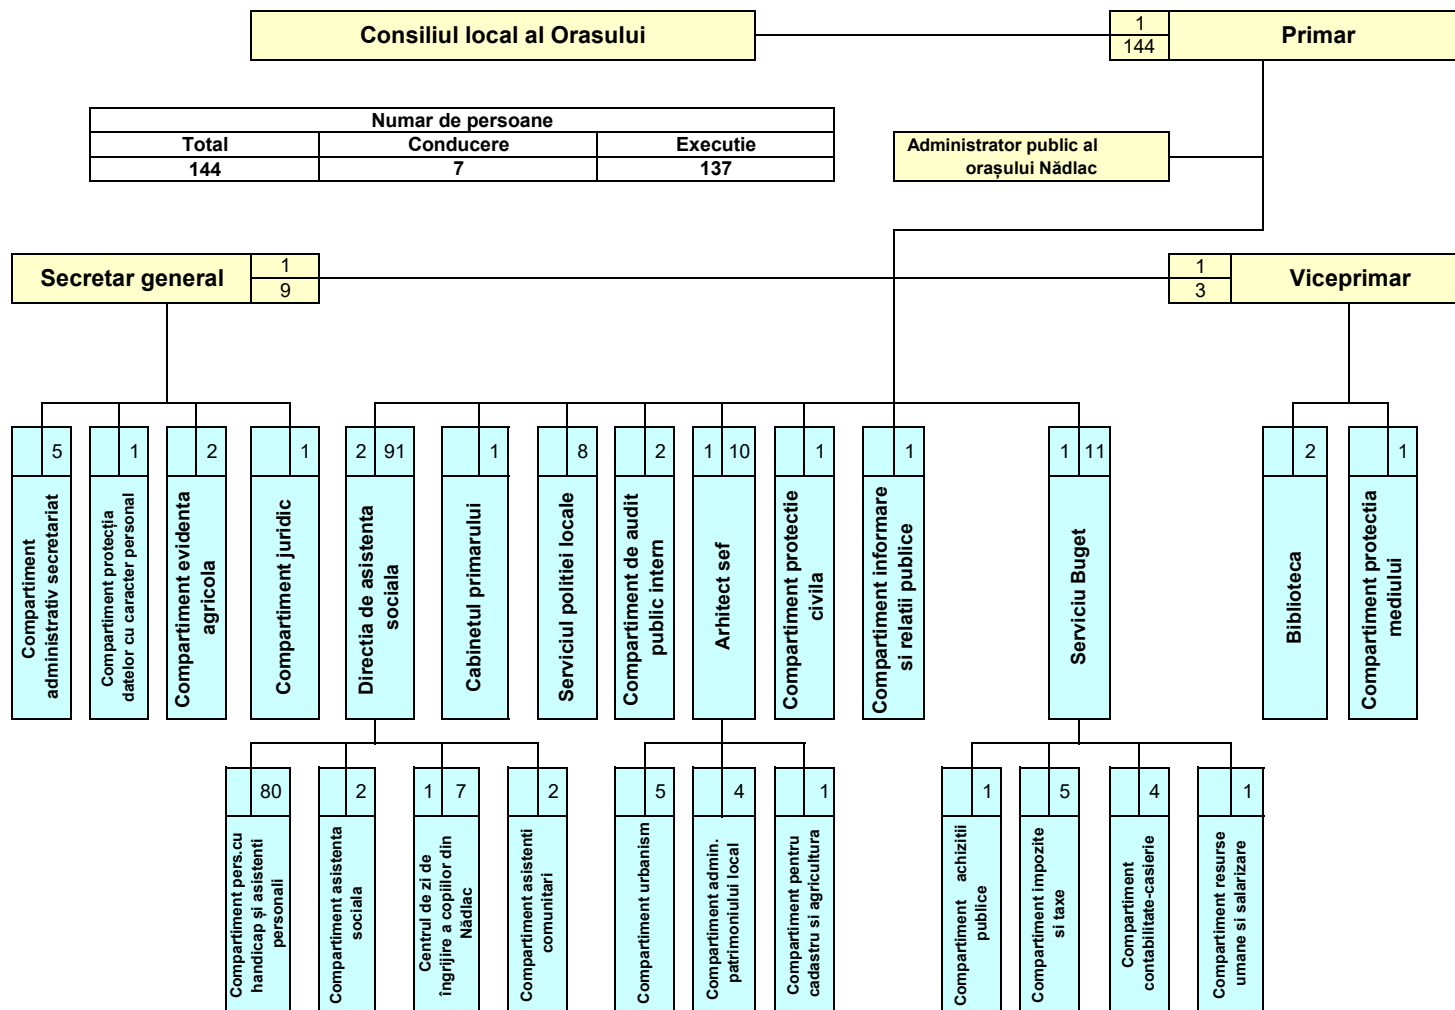 Consiliul local al Orasului
1
144
Primar
Numar de persoane
Total Conducere Executie
144 7 137
Administrator public al
orașului Nădlac
Secretar general
1
9
1
3
Viceprimar
5
Compartiment
administrativ secretariat
1
Compartiment protecția
datelor cu caracter personal
2
Compartiment evidenta
agricola
1
Compartiment juridic
2 91
Directia de asistenta
sociala
1
Cabinetul primarului
8
Serviciul politiei locale
2
Compartiment de audit
public intern
1 10
Arhitect sef
1
Compartiment protectie
civila
1
Compartiment informare
si relatii publice
1 11
Serviciu Buget
2
Biblioteca
1
Compartiment protectia
mediului
80
Compartiment pers.cu
handicap și asistenti
personali
2
Compartiment asistenta
sociala
1 7
Centrul de zi de
îngrijire a copiilor din
Nădlac
2
Compartiment asistenti
comunitari
5
Compartiment urbanism
4
Compartiment admin.
patrimoniului local
1
Compartiment pentru
cadastru si agricultura
1
Compartiment achizitii
publice
5
Compartiment impozite
si taxe
4
Compartiment
contabilitate-casierie
1
Compartiment resurse
umane si salarizare